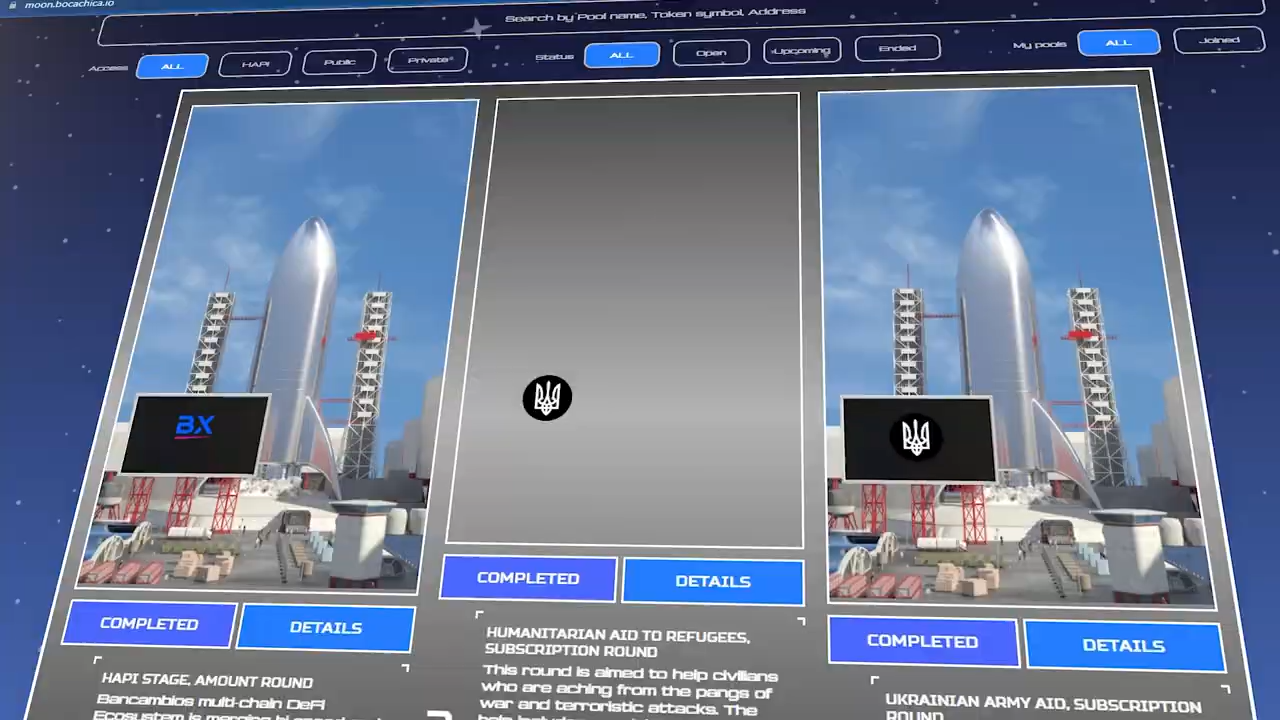 moon.bocachica.io
Search by Pool name, Token symbol, Address
Access ALL HAPI Public Private Status ALL Open Upcoming Ended My pools ALL Joined
BX
COMPLETED DETAILS
COMPLETED DETAILS
COMPLETED DETAILS
HAPI STAGE, AMOUNT ROUND
Bancambios multi-chain DeFi
HUMANITARIAN AID TO REFUGEES,
SUBSCRIPTION ROUND
This round is aimed to help civilians
who are aching from the pangs of
war and terroristic attacks. The
UKRAINIAN ARMY AID, SUBSCRIPTION
ROUND